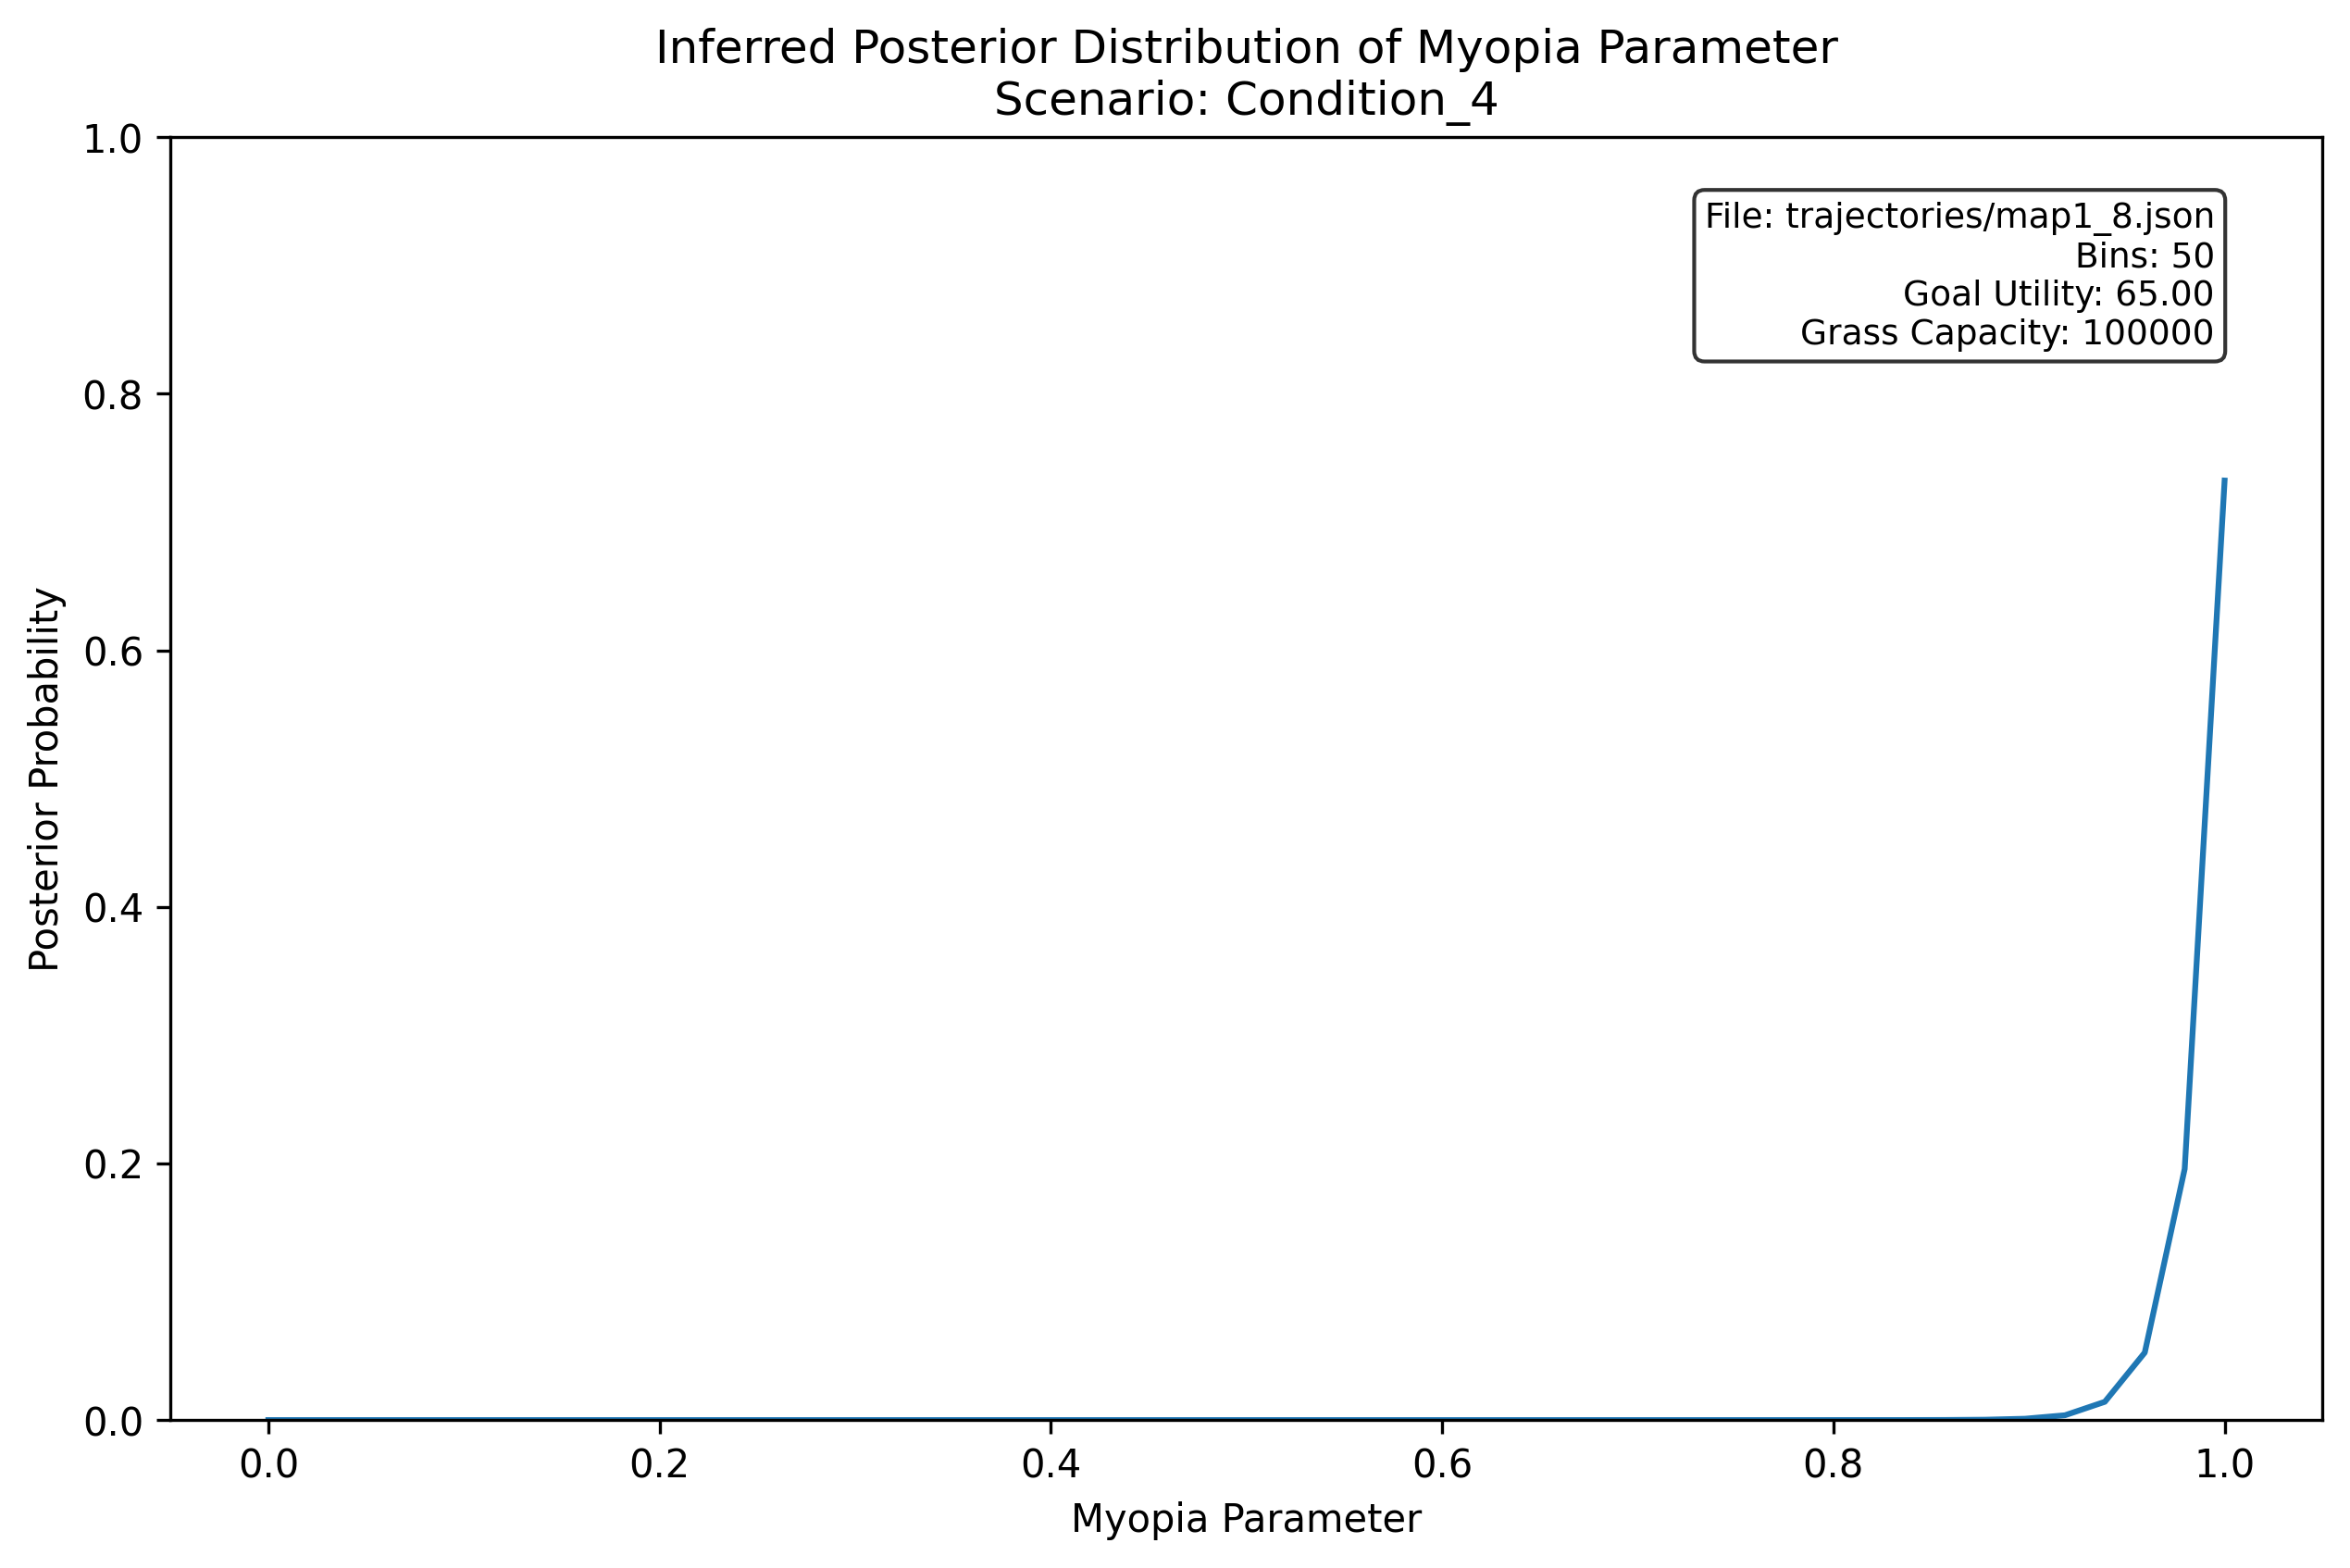 Inferred Posterior Distribution of Myopia Parameter
Scenario: Condition_4
1.0
0.8
0.6
0.4
0.2
0.0
Posterior Probability
File: trajectories/map1_8.json
Bins: 50
Goal Utility: 65.00
Grass Capacity: 100000
0.0 0.2 0.4 0.6 0.8 1.0
Myopia Parameter